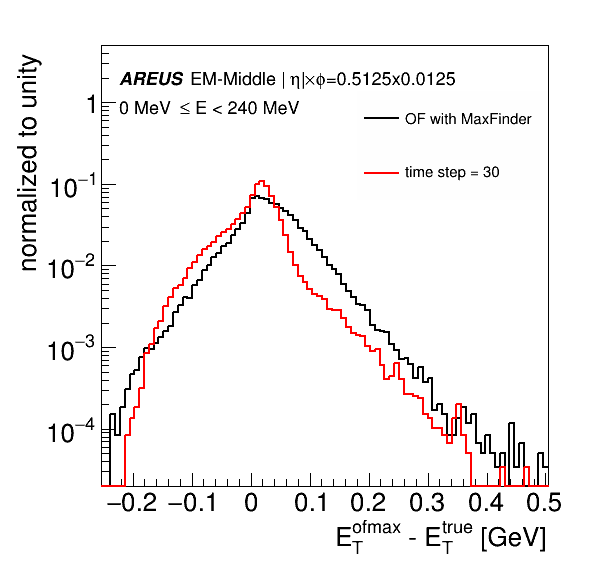 normalized to unity
AREUS EM-Middle | η|×ϕ=0.5125x0.0125
0 MeV ≤ E < 240 MeV
OF with MaxFinder
time step = 30
1
10⁻¹
10⁻²
10⁻³
10⁻⁴
−0.2 −0.1 0 0.1 0.2 0.3 0.4 0.5
E_T^ofmax - E_T^true [GeV]